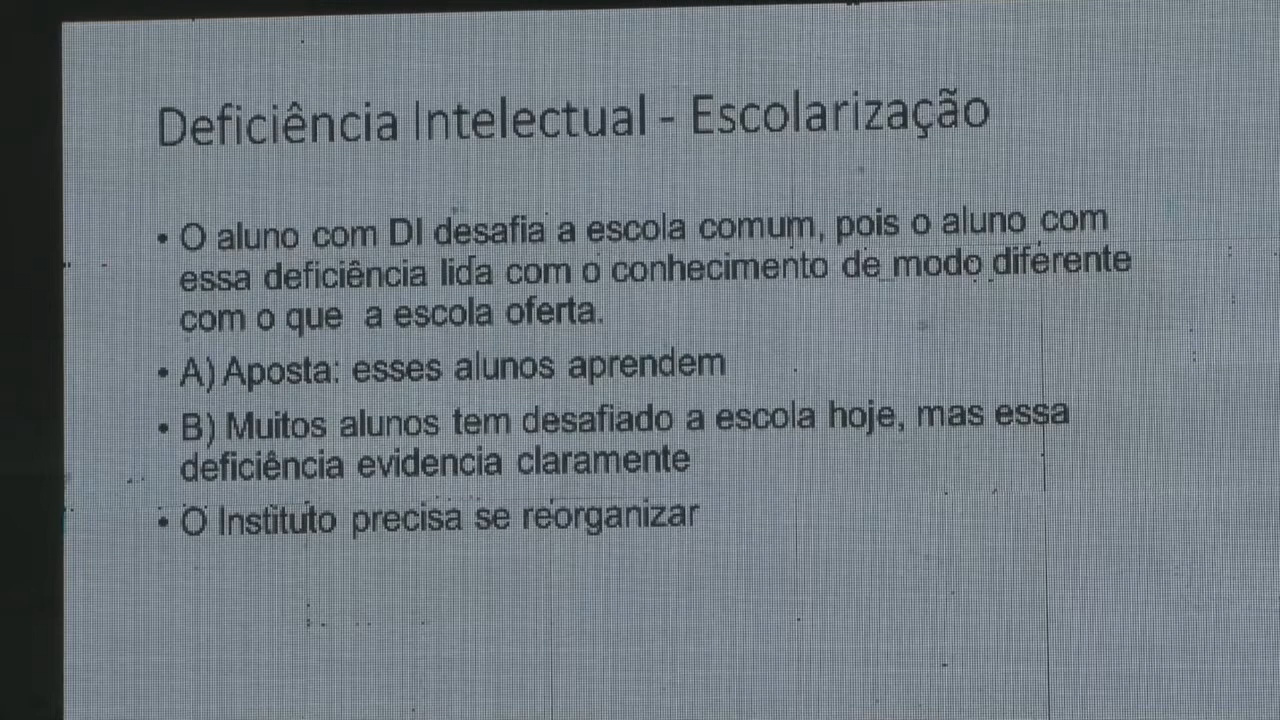 Deficiência Intelectual - Escolarização
• O aluno com DI desafia a escola comum, pois o aluno com
essa deficiência lida com o conhecimento de modo diferente
com o que a escola oferta.
• A) Aposta: esses alunos aprendem
• B) Muitos alunos tem desafiado a escola hoje, mas essa
deficiência evidencia claramente
• O Instituto precisa se reorganizar